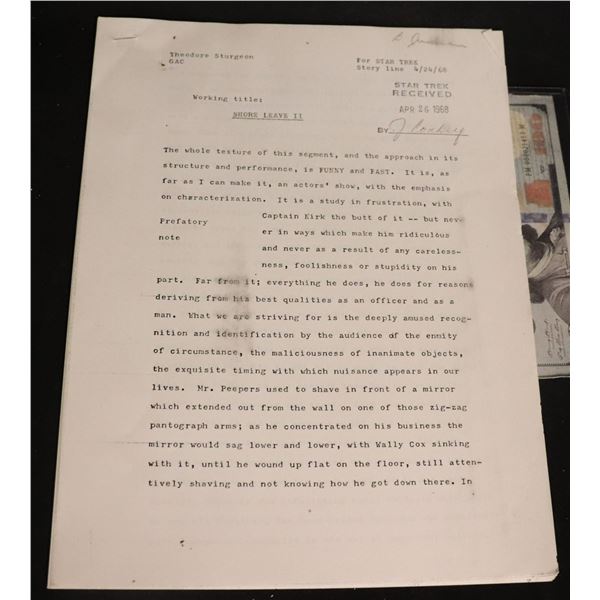 Theodore Sturgeon
GAC
For STAR TREK
Story line 4/24/68
STAR TREK
RECEIVED
APR 26 1968
BY
Working title:
SHORE LEAVE II
The whole texture of this segment, and the approach in its
structure and performance, is FUNNY and FAST. It is, as
far as I can make it, an actors' show, with the emphasis
on characterization. It is a study in frustration, with
Prefatory
note
Captain Kirk the butt of it -- but nev-
er in ways which make him ridiculous
and never as a result of any careless-
ness, foolishness or stupidity on his
part. Far from it; everything he does, he does for reasons
deriving from his best qualities as an officer and as a
man. What we are striving for is the deeply amused recog-
nition and identification by the audience of the enmity
of circumstance, the maliciousness of inanimate objects,
the exquisite timing with which nuisance appears in our
lives. Mr. Peepers used to shave in front of a mirror
which extended out from the wall on one of those zig-zag
pantograph arms; as he concentrated on his business the
mirror would sag lower and lower, with Wally Cox sinking
with it, until he wound up flat on the floor, still atten-
tively shaving and not knowing how he got down there. In